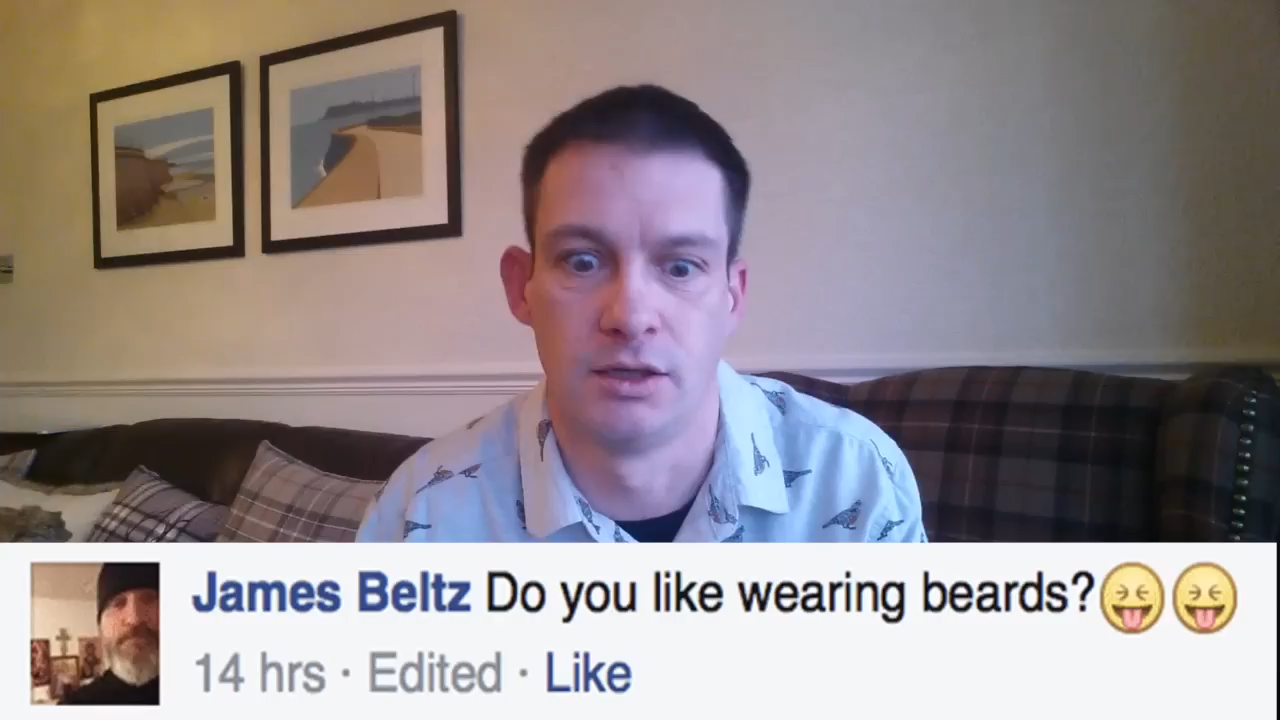 James Beltz Do you like wearing beards?😝😝
14 hrs · Edited · Like